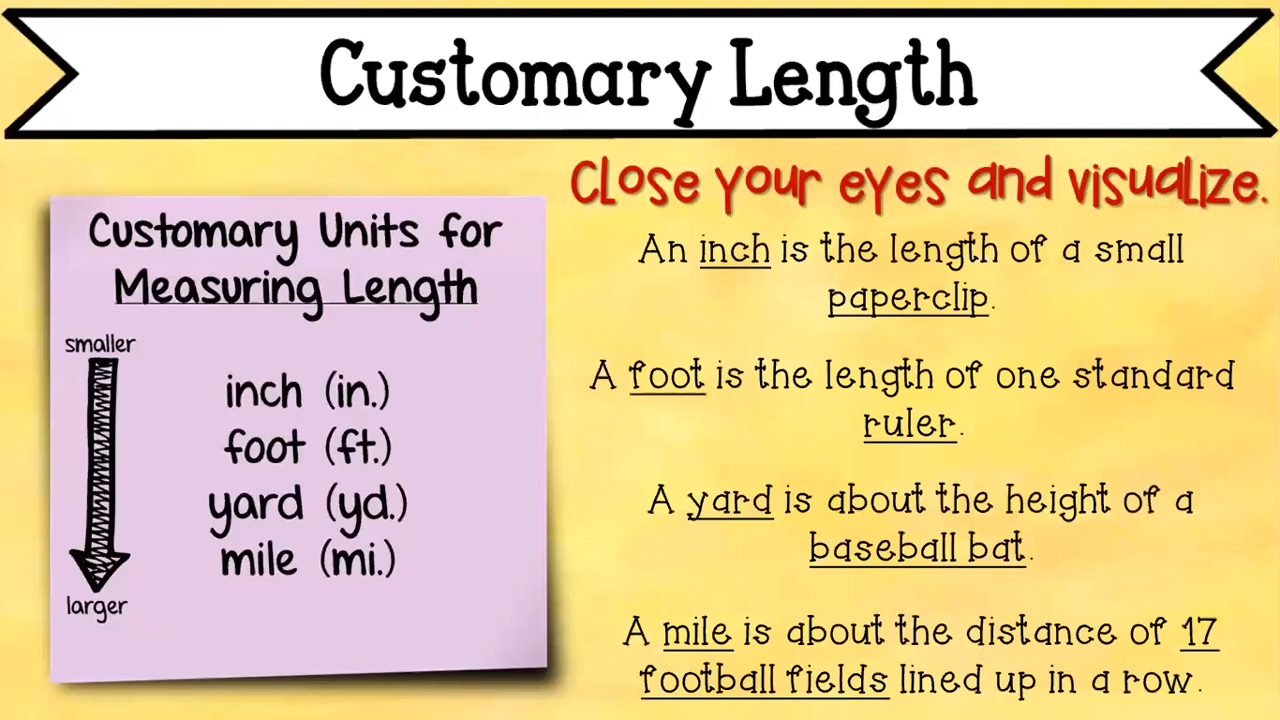 Customary Length
Customary Units for
Measuring Length
smaller
inch (in.)
foot (ft.)
yard (yd.)
mile (mi.)
larger
Close your eyes and visualize.
An inch is the length of a small
paperclip.
A foot is the length of one standard
ruler.
A yard is about the height of a
baseball bat.
A mile is about the distance of 17
football fields lined up in a row.